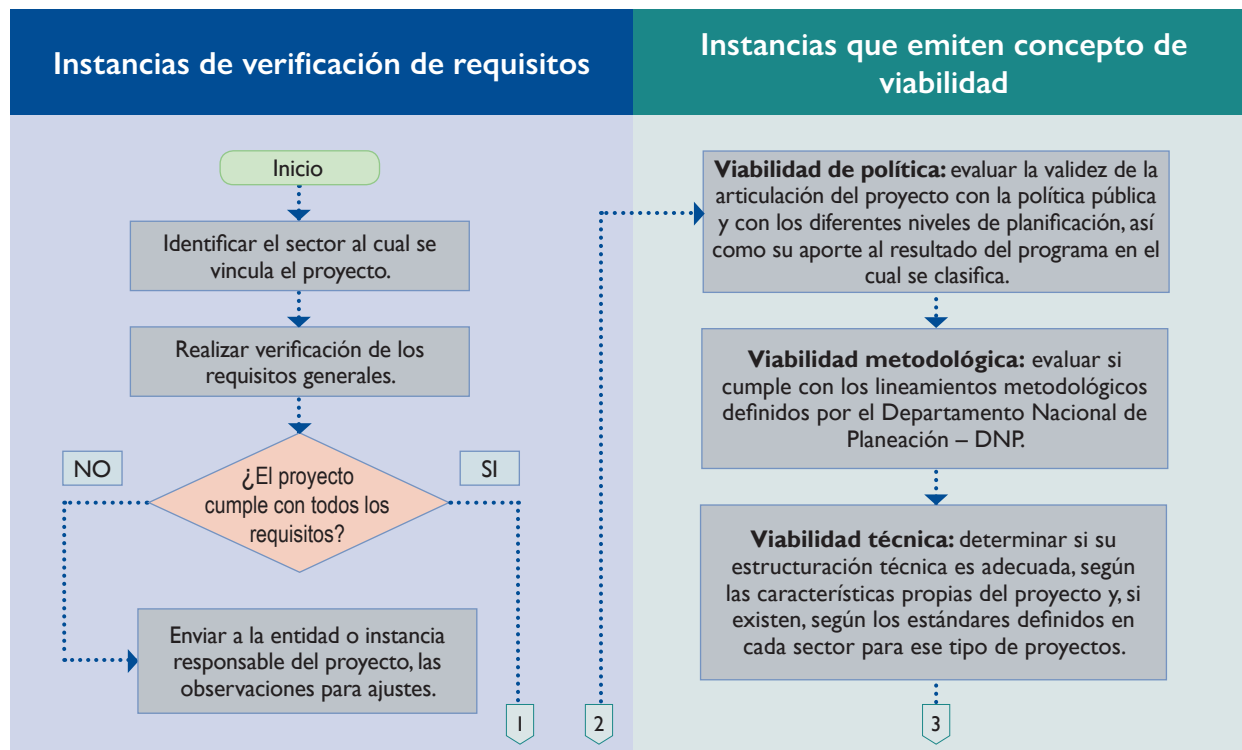 Instancias de verificación de requisitos
Inicio
Identificar el sector al cual se
vincula el proyecto.
Realizar verificación de los
requisitos generales.
NO
¿El proyecto
cumple con todos los
requisitos?
SI
Enviar a la entidad o instancia
responsable del proyecto, las
observaciones para ajustes.
1
2
Instancias que emiten concepto de
viabilidad
Viabilidad de política: evaluar la validez de la
articulación del proyecto con la política pública
y con los diferentes niveles de planificación, así
como su aporte al resultado del programa en el
cual se clasifica.
Viabilidad metodológica: evaluar si
cumple con los lineamientos metodológicos
definidos por el Departamento Nacional de
Planeación – DNP.
Viabilidad técnica: determinar si su
estructuración técnica es adecuada, según
las características propias del proyecto y, si
existen, según los estándares definidos en
cada sector para ese tipo de proyectos.
3